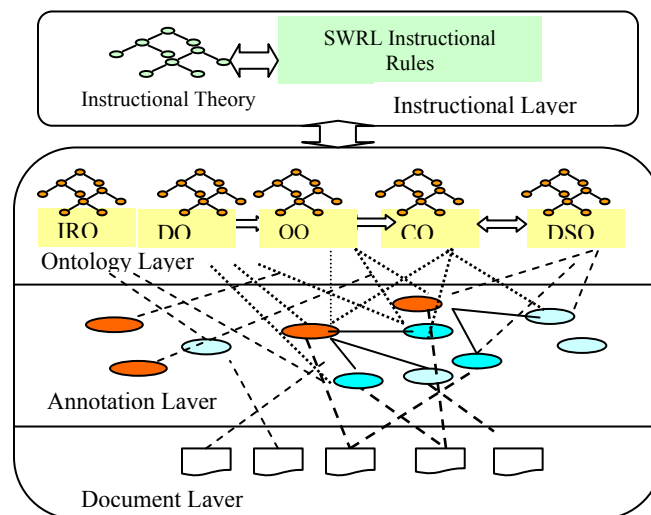 SWRL Instructional
Rules
Instructional Theory
Instructional Layer
IRO DO OO CO DSO
Ontology Layer
Annotation Layer
Document Layer